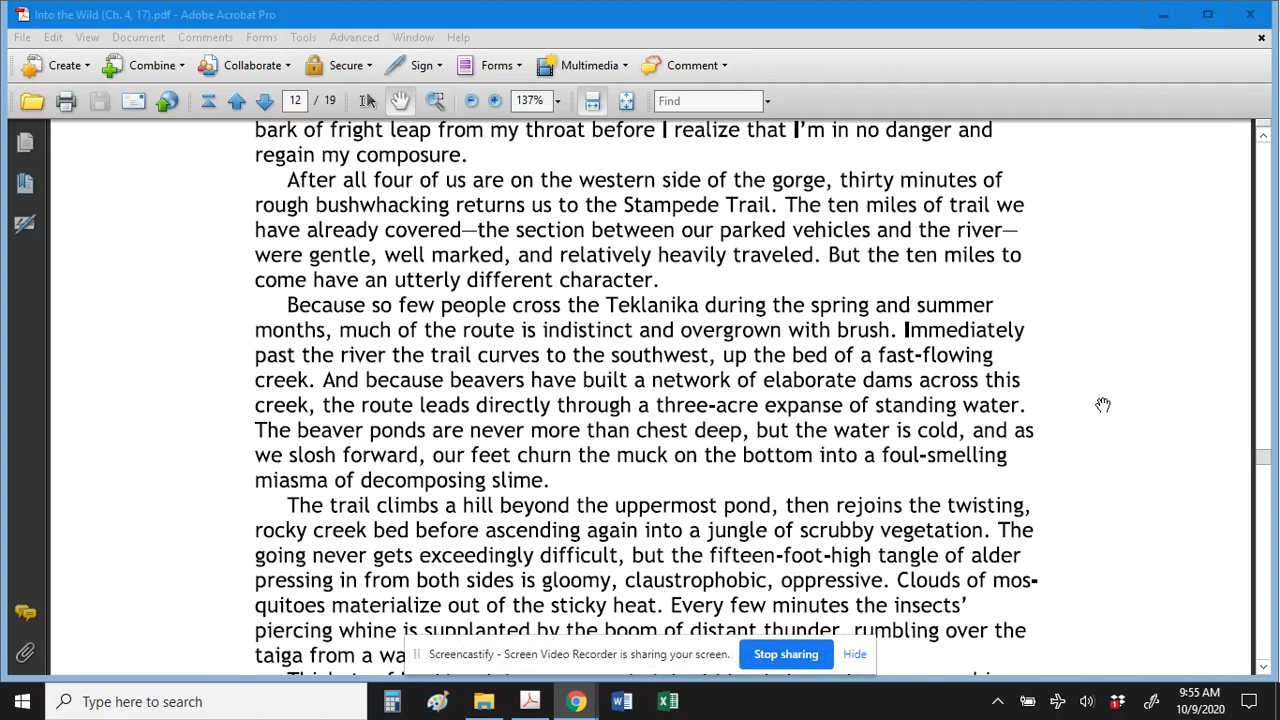 Into the Wild (Ch. 4, 17).pdf - Adobe Acrobat Pro
File Edit View Document Comments Forms Tools Advanced Window Help
Create Combine Collaborate Secure Sign Forms Multimedia Comment
12 / 19 137% Find
bark of fright leap from my throat before I realize that I'm in no danger and
regain my composure.
After all four of us are on the western side of the gorge, thirty minutes of
rough bushwhacking returns us to the Stampede Trail. The ten miles of trail we
have already covered—the section between our parked vehicles and the river—
were gentle, well marked, and relatively heavily traveled. But the ten miles to
come have an utterly different character.
Because so few people cross the Teklanika during the spring and summer
months, much of the route is indistinct and overgrown with brush. Immediately
past the river the trail curves to the southwest, up the bed of a fast-flowing
creek. And because beavers have built a network of elaborate dams across this
creek, the route leads directly through a three-acre expanse of standing water.
The beaver ponds are never more than chest deep, but the water is cold, and as
we slosh forward, our feet churn the muck on the bottom into a foul-smelling
miasma of decomposing slime.
The trail climbs a hill beyond the uppermost pond, then rejoins the twisting,
rocky creek bed before ascending again into a jungle of scrubby vegetation. The
going never gets exceedingly difficult, but the fifteen-foot-high tangle of alder
pressing in from both sides is gloomy, claustrophobic, oppressive. Clouds of mos-
quitoes materialize out of the sticky heat. Every few minutes the insects'
piercing whine is supplanted by the boom of distant thunder, rumbling over the
taiga from a wa
Screencastify - Screen Video Recorder is sharing your screen. Stop sharing Hide
Type here to search
9:55 AM
10/9/2020